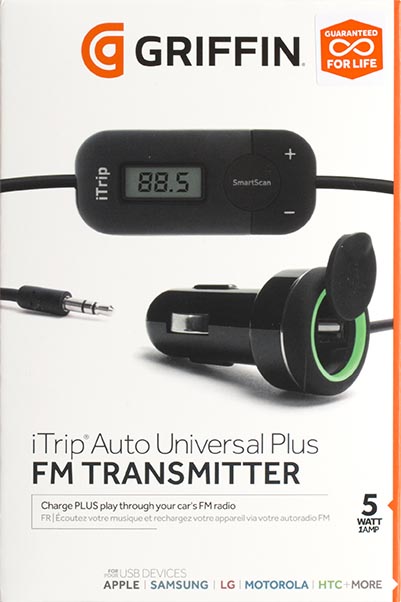 GRIFFIN
GUARANTEED
FOR LIFE
iTrip
88.5
+
SmartScan
−
iTrip® Auto Universal Plus
FM TRANSMITTER
Charge PLUS play through your car's FM radio
FR | Écoutez votre musique et rechargez votre appareil via votre autoradio FM
5
WATT
1AMP
FOR YOUR USB DEVICES
APPLE | SAMSUNG | LG | MOTOROLA | HTC +MORE